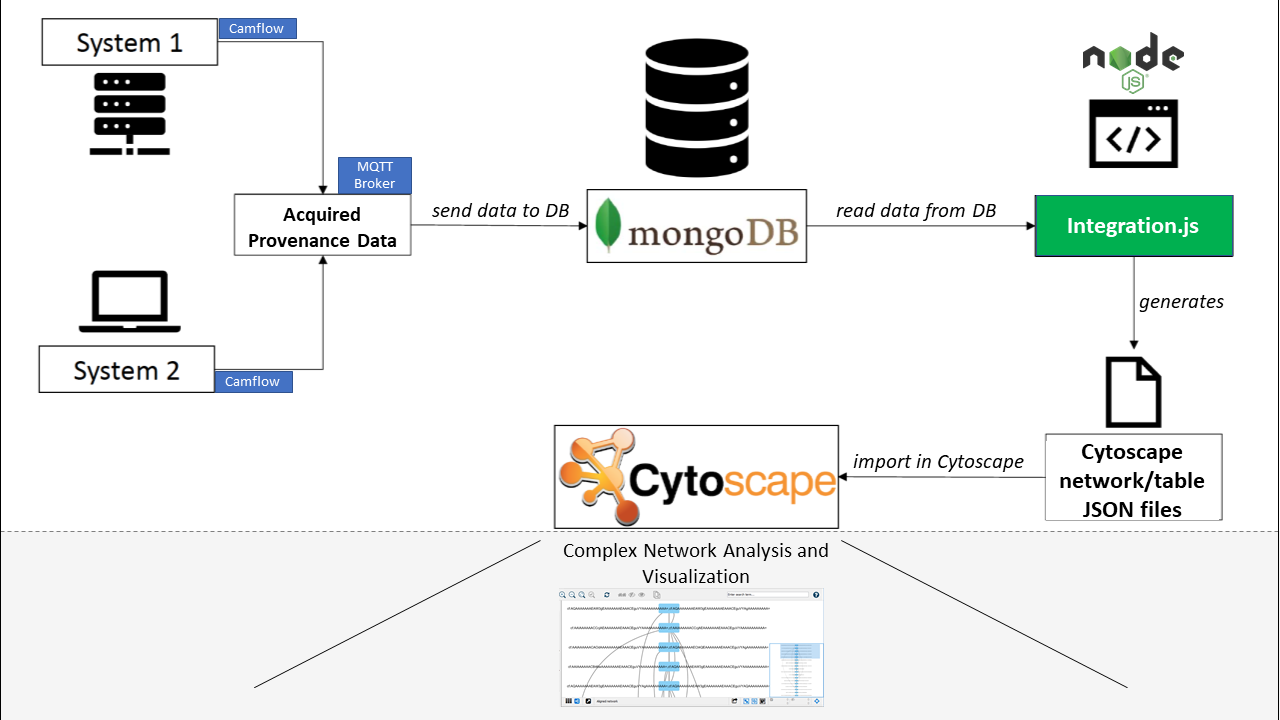 System 1
Camflow
MQTT
Broker
Acquired
Provenance Data
send data to DB
mongoDB
read data from DB
node
JS
</>
Integration.js
generates
System 2
Camflow
Cytoscape
import in Cytoscape
Cytoscape
network/table
JSON files
Complex Network Analysis and
Visualization